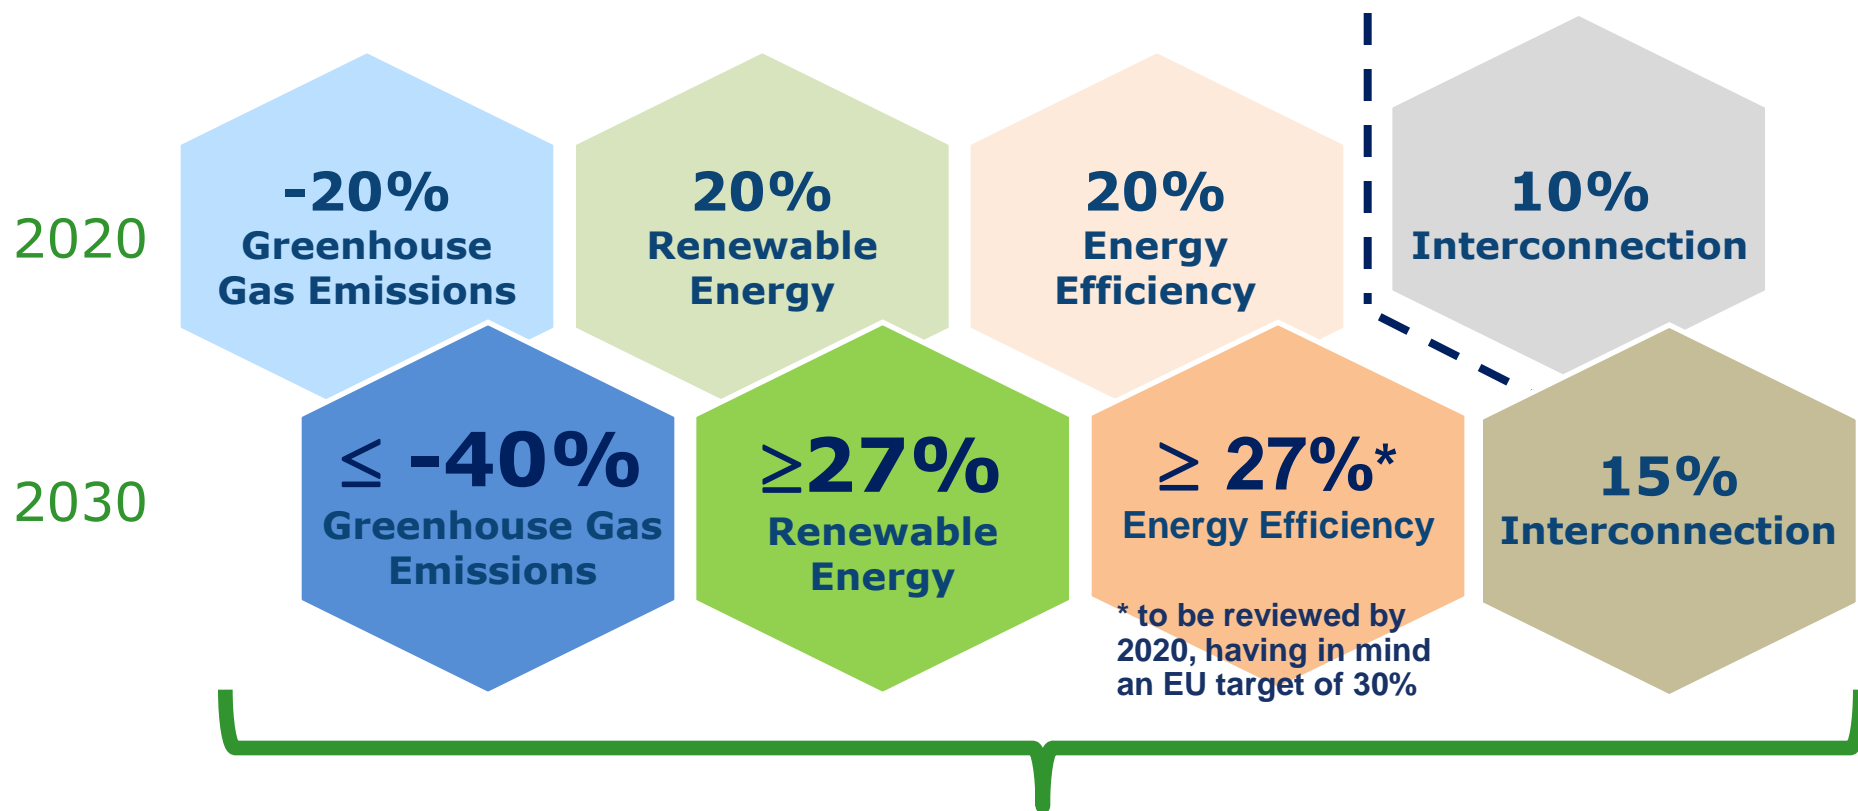 2020
-20%
Greenhouse
Gas Emissions
20%
Renewable
Energy
20%
Energy
Efficiency
10%
Interconnection
2030
≤ -40%
Greenhouse Gas
Emissions
≥27%
Renewable
Energy
≥ 27%*
Energy Efficiency
* to be reviewed by
2020, having in mind
an EU target of 30%
15%
Interconnection